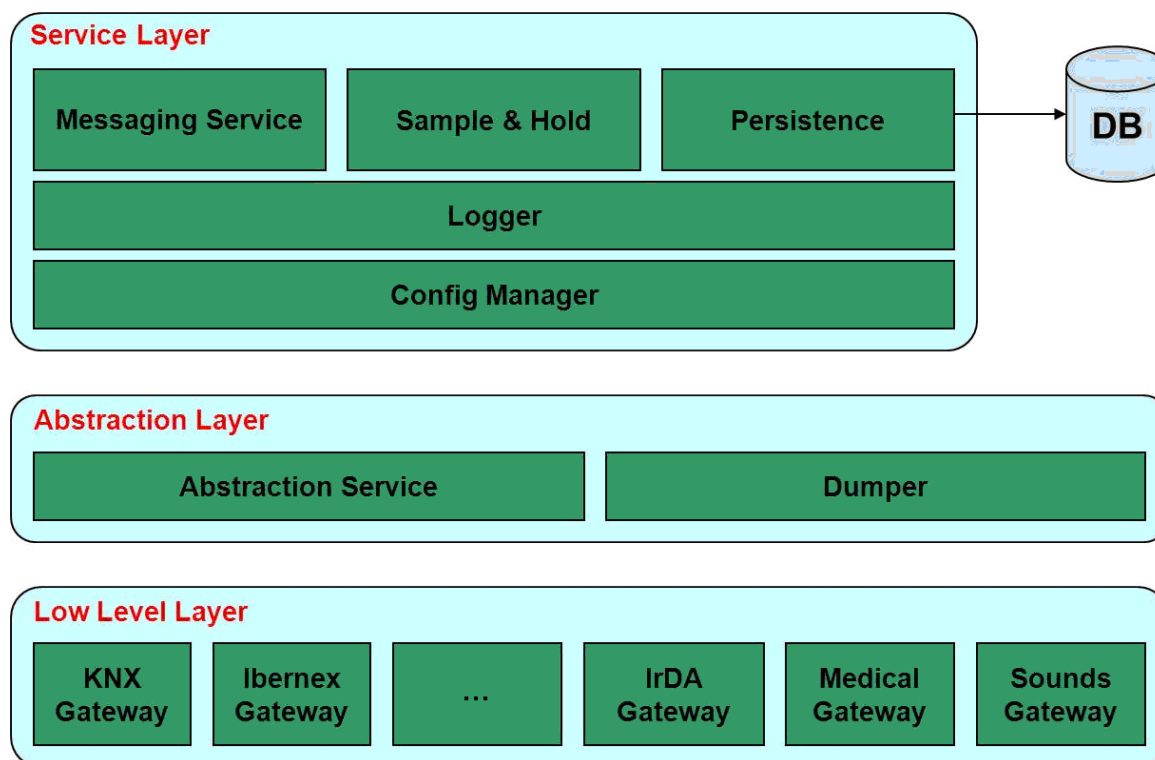 Service Layer
Messaging Service
Sample & Hold
Persistence
DB
Logger
Config Manager
Abstraction Layer
Abstraction Service
Dumper
Low Level Layer
KNX
Gateway
Ibernex
Gateway
...
IrDA
Gateway
Medical
Gateway
Sounds
Gateway